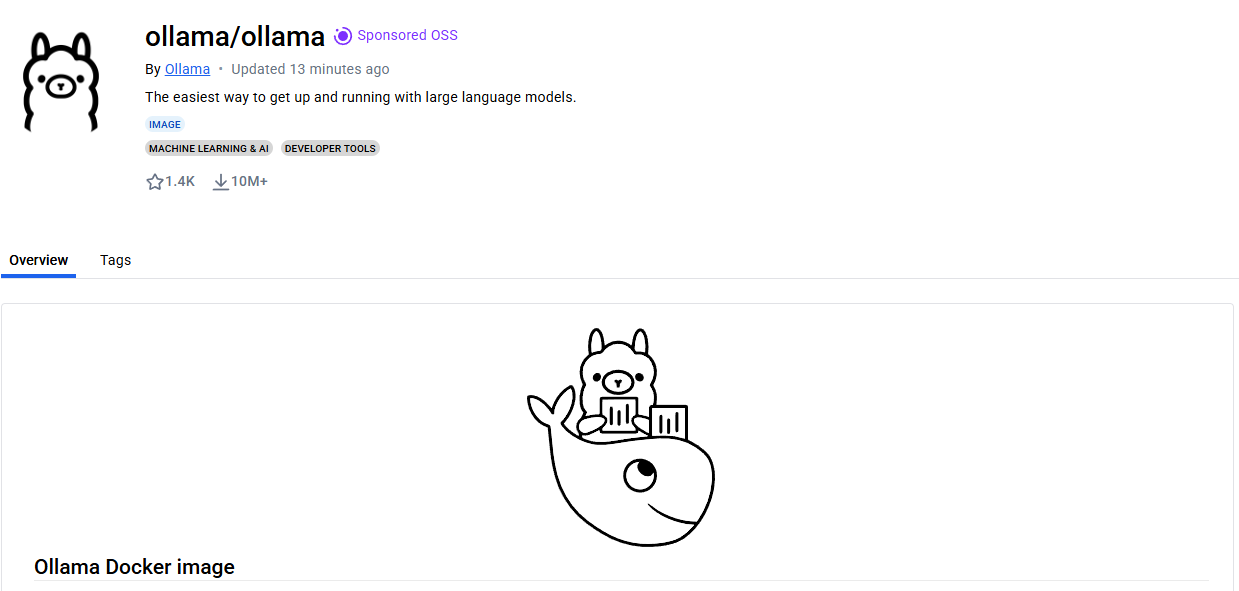 ollama/ollama Sponsored OSS
By Ollama • Updated 13 minutes ago
The easiest way to get up and running with large language models.
IMAGE
MACHINE LEARNING & AI DEVELOPER TOOLS
1.4K 10M+
Overview Tags
Ollama Docker image